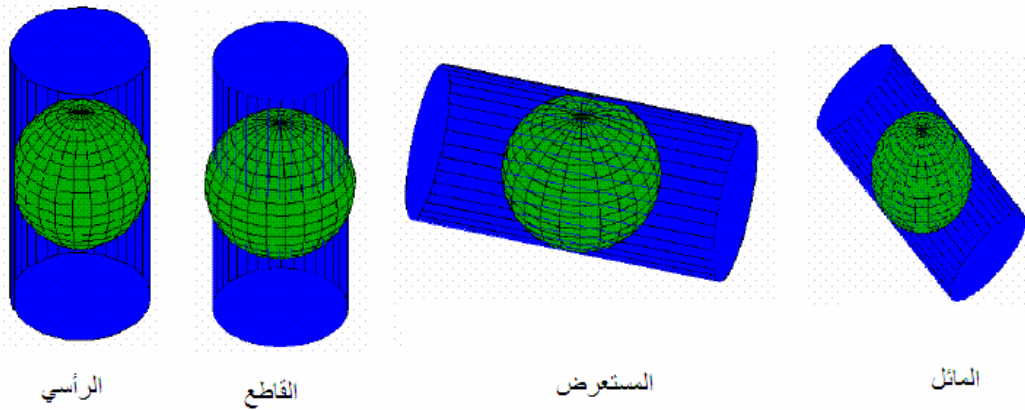 المائل
المستعرض
القاطع
الرأسي